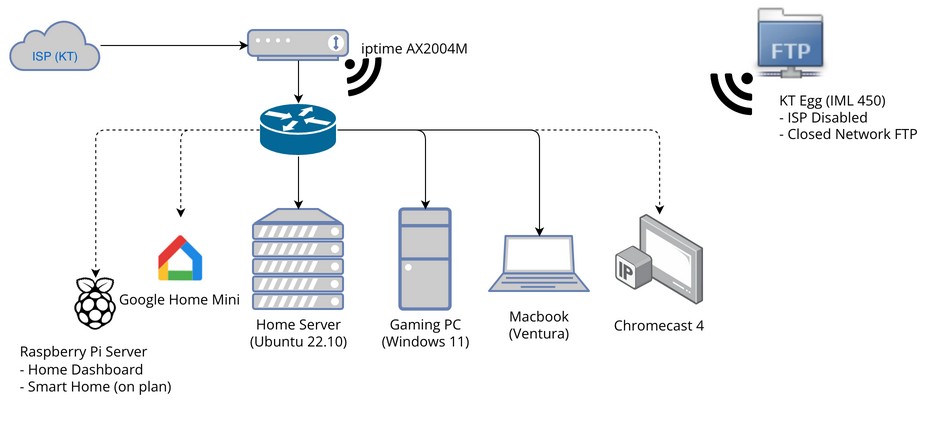 ISP (KT)
iptime AX2004M
FTP
KT Egg (IML 450)
- ISP Disabled
- Closed Network FTP
IP
Google Home Mini
Home Server
(Ubuntu 22.10)
Gaming PC
(Windows 11)
Macbook
(Ventura)
Chromecast 4
Raspberry Pi Server
- Home Dashboard
- Smart Home (on plan)